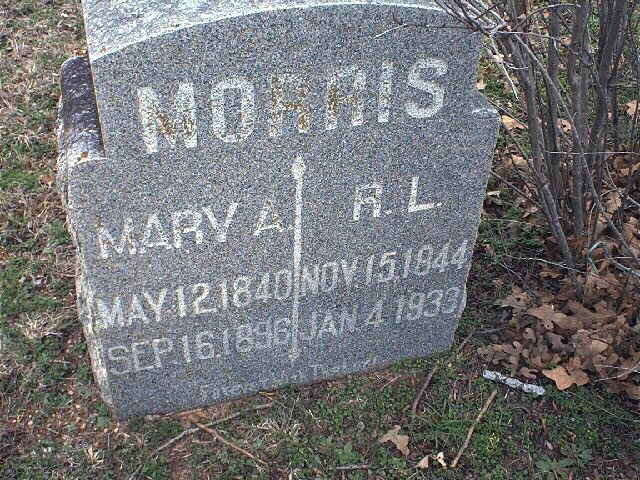 MORRIS
MARY A.
MAY 12, 1840
SEP 16, 1896
R. L.
NOV 15, 1844
JAN 4, 1933